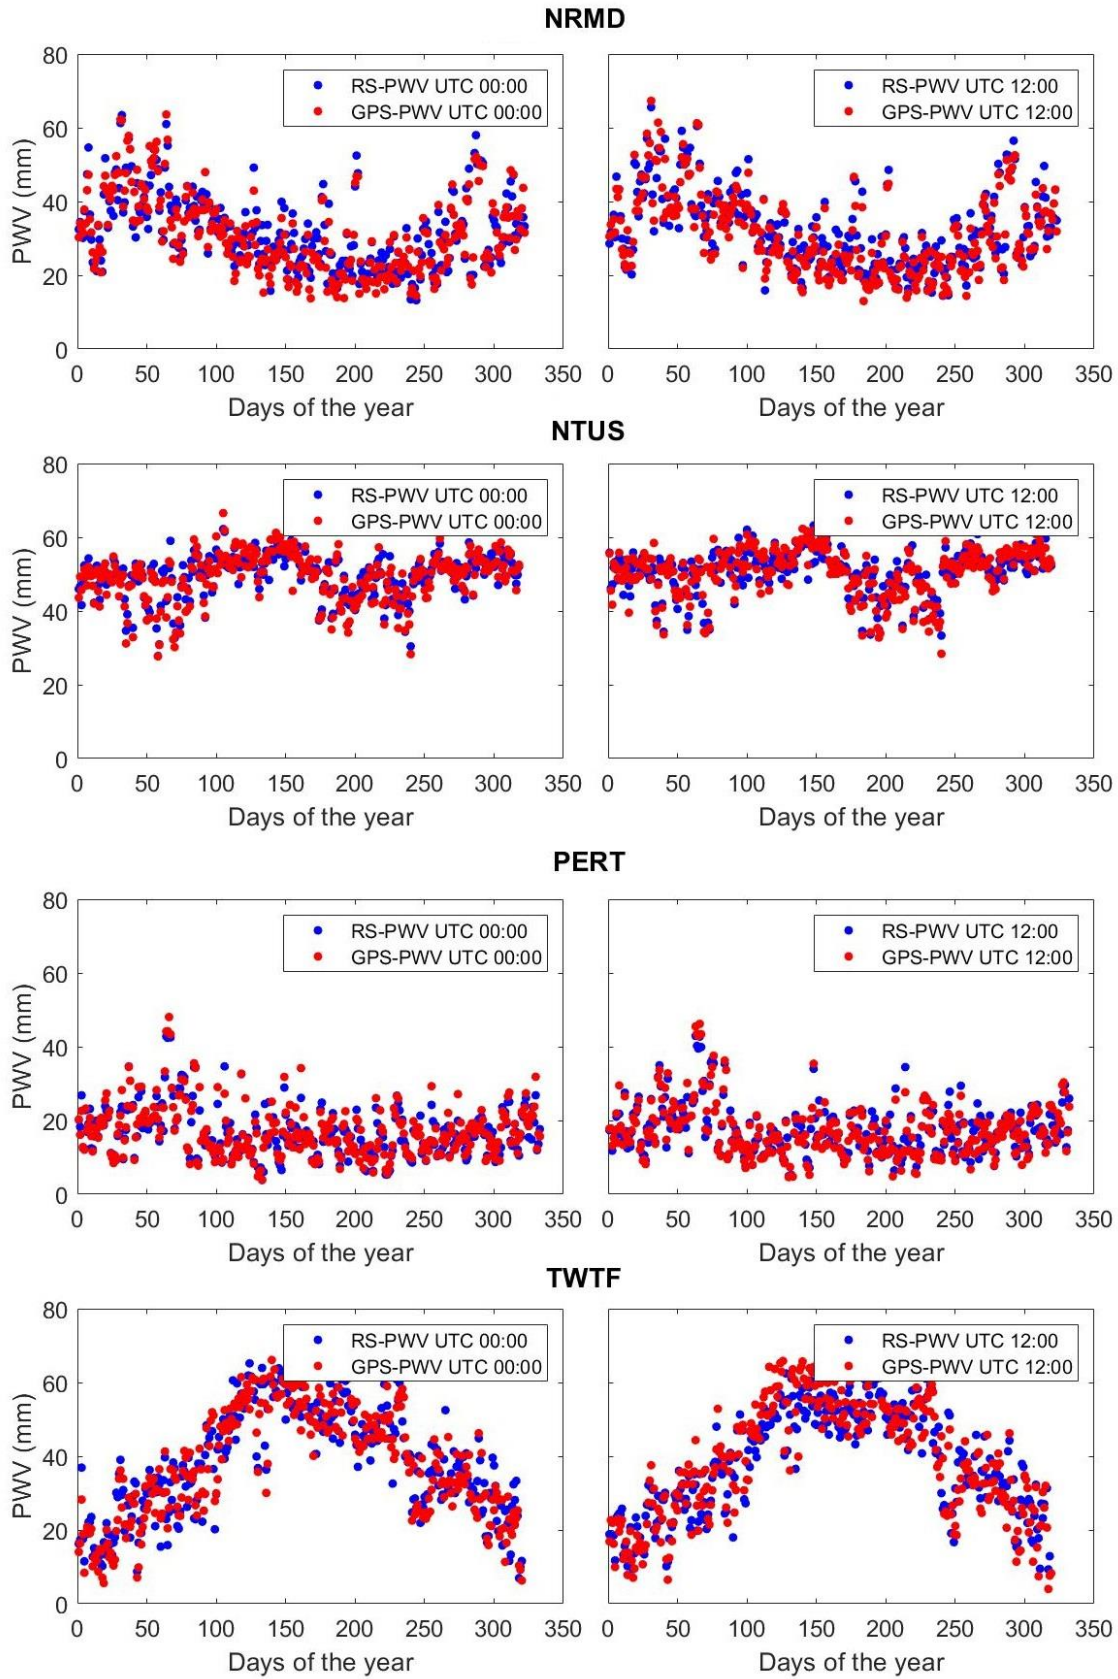 NRMD
80
60
40
20
0
PWV (mm)
RS-PWV UTC 00:00
GPS-PWV UTC 00:00
0 50 100 150 200 250 300 350
Days of the year
RS-PWV UTC 12:00
GPS-PWV UTC 12:00
0 50 100 150 200 250 300 350
Days of the year
NTUS
80
60
40
20
0
PWV (mm)
RS-PWV UTC 00:00
GPS-PWV UTC 00:00
0 50 100 150 200 250 300 350
Days of the year
RS-PWV UTC 12:00
GPS-PWV UTC 12:00
0 50 100 150 200 250 300 350
Days of the year
PERT
80
60
40
20
0
PWV (mm)
RS-PWV UTC 00:00
GPS-PWV UTC 00:00
0 50 100 150 200 250 300 350
Days of the year
RS-PWV UTC 12:00
GPS-PWV UTC 12:00
0 50 100 150 200 250 300 350
Days of the year
TWTF
80
60
40
20
0
PWV (mm)
RS-PWV UTC 00:00
GPS-PWV UTC 00:00
0 50 100 150 200 250 300 350
Days of the year
RS-PWV UTC 12:00
GPS-PWV UTC 12:00
0 50 100 150 200 250 300 350
Days of the year